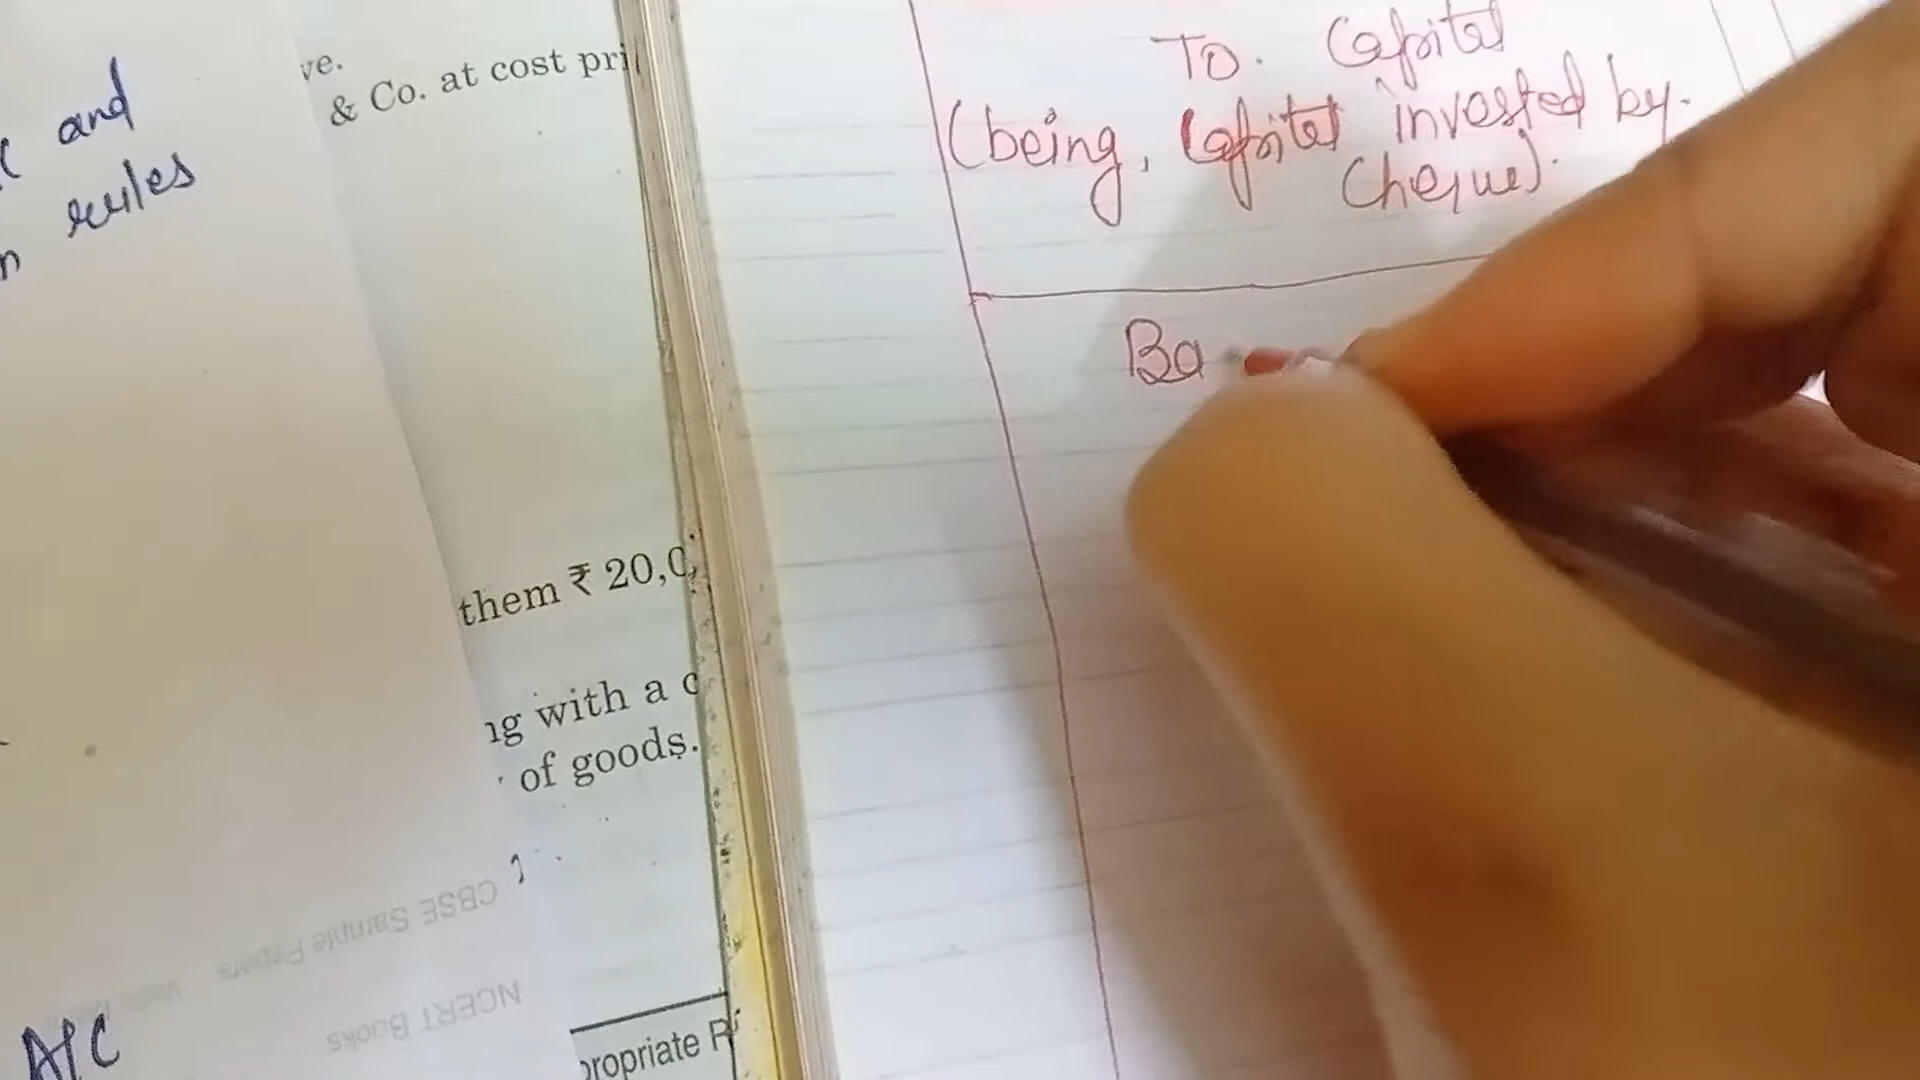 and
rules
ve.
& Co. at cost pri
them ₹ 20,0
ng with a c
of goods.
CBSE Sample Papers
NCERT Books
A/C
propriate
To. Capital
(being, Capital invested by
Cheque).
Ba